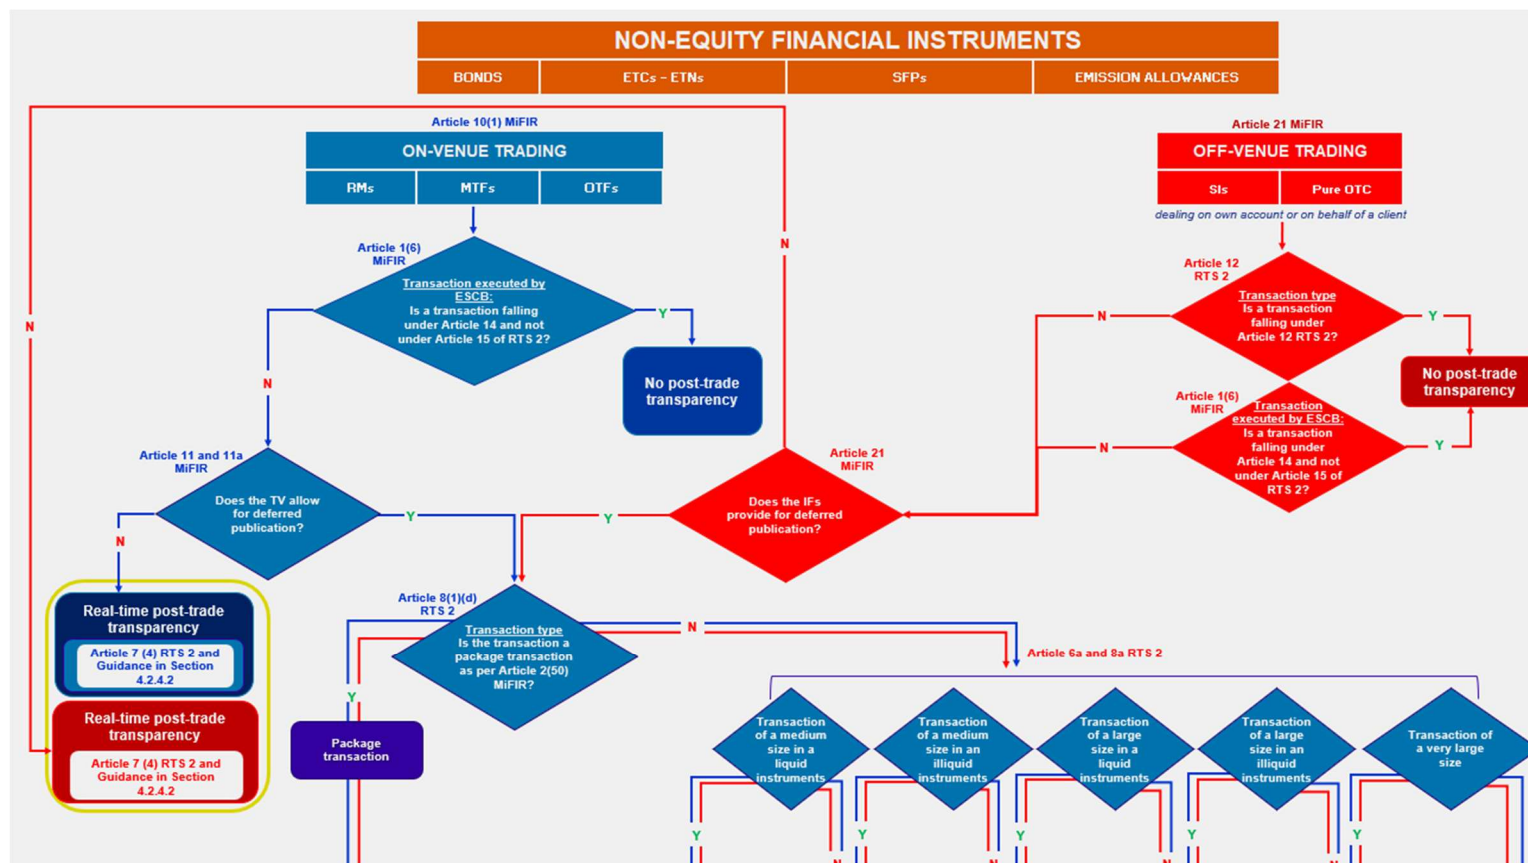 NON-EQUITY FINANCIAL INSTRUMENTS
BONDS
ETCs – ETNs
SFPs
EMISSION ALLOWANCES
Article 10(1) MiFIR
ON-VENUE TRADING
RMs
MTFs
OTFs
Article 21 MiFIR
OFF-VENUE TRADING
SIs
Pure OTC
dealing on own account or on behalf of a client
Article 1(6)
MiFIR
Transaction executed by
ESCB:
Is a transaction falling
under Article 14 and not
under Article 15 of RTS 2?
Y
No post-trade
transparency
N
N
N
Article 12
RTS 2
Transaction type
Is a transaction
falling under
Article 12 RTS 2?
N
Y
No post-trade
transparency
Article 1(6)
MiFIR
Transaction
executed by ESCB:
Is a transaction
falling under
Article 14 and not
under Article 15 of
RTS 2?
N
Y
Article 11 and 11a
MiFIR
Does the TV allow
for deferred
publication?
N
Y
Article 21
MiFIR
Does the IFs
provide for deferred
publication?
Y
Real-time post-trade
transparency
Article 7 (4) RTS 2 and
Guidance in Section
4.2.4.2
Real-time post-trade
transparency
Article 7 (4) RTS 2 and
Guidance in Section
4.2.4.2
Article 8(1)(d)
RTS 2
Transaction type
Is the transaction a
package transaction
as per Article 2(50)
MiFIR?
Y
N
Package
transaction
Article 6a and 8a RTS 2
Transaction
of a medium
size in a
liquid
instruments
Transaction
of a medium
size in an
illiquid
instruments
Transaction
of a large
size in a
liquid
instruments
Transaction
of a large
size in an
illiquid
instruments
Transaction of
a very large
size
Y
Y
Y
Y
Y
N
N
N
N